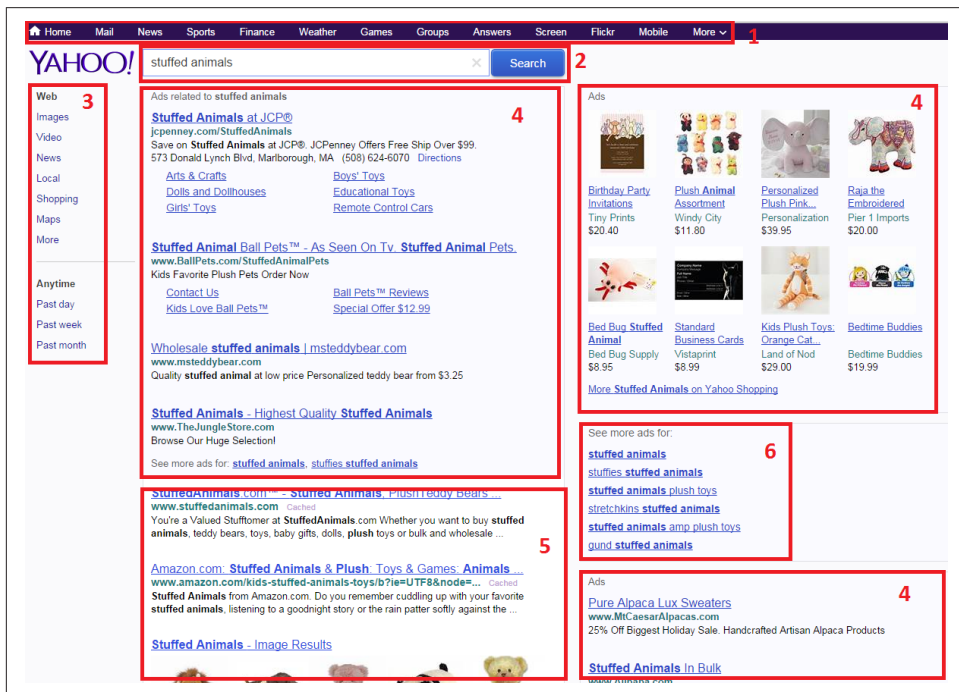 Home Mail News Sports Finance Weather Games Groups Answers Screen Flickr Mobile More
1
YAHOO!
stuffed animals × Search
2
3
Web
Images
Video
News
Local
Shopping
Maps
More
Anytime
Past day
Past week
Past month
4
Ads related to stuffed animals
Stuffed Animals at JCP®
jcpenney.com/StuffedAnimals
Save on Stuffed Animals at JCP®. JCPenney Offers Free Ship Over $99.
573 Donald Lynch Blvd, Marlborough, MA (508) 624-6070 Directions
Arts & Crafts Boys' Toys
Dolls and Dollhouses Educational Toys
Girls' Toys Remote Control Cars
Stuffed Animal Ball Pets™ - As Seen On Tv. Stuffed Animal Pets.
www.BallPets.com/StuffedAnimalPets
Kids Favorite Plush Pets Order Now
Contact Us Ball Pets™ Reviews
Kids Love Ball Pets™ Special Offer $12.99
Wholesale stuffed animals | msteddybear.com
www.msteddybear.com
Quality stuffed animal at low price Personalized teddy bear from $3.25
Stuffed Animals - Highest Quality Stuffed Animals
www.TheJungleStore.com
Browse Our Huge Selection!
See more ads for: stuffed animals, stuffies stuffed animals
5
StuffedAnimals.com™ - Stuffed Animals, PlushTeddy Bears ...
www.stuffedanimals.com Cached
You're a Valued Stufftomer at StuffedAnimals.com Whether you want to buy stuffed
animals, teddy bears, toys, baby gifts, dolls, plush toys or bulk and wholesale ...
Amazon.com: Stuffed Animals & Plush: Toys & Games: Animals ...
www.amazon.com/kids-stuffed-animals-toys/b?ie=UTF8&node=... Cached
Stuffed Animals from Amazon.com. Do you remember cuddling up with your favorite
stuffed animals, listening to a goodnight story or the rain patter softly against the ...
Stuffed Animals - Image Results
Ads
4
Birthday Party Plush Animal Personalized Raja the
Invitations Assortment Plush Pink... Embroidered
Tiny Prints Windy City Personalization Pier 1 Imports
$20.40 $11.80 $39.95 $20.00
Bed Bug Stuffed Standard Kids Plush Toys: Bedtime Buddies
Animal Business Cards Orange Cat...
Bed Bug Supply Vistaprint Land of Nod Bedtime Buddies
$8.95 $8.99 $29.00 $19.99
More Stuffed Animals on Yahoo Shopping
See more ads for:
6
stuffed animals
stuffies stuffed animals
stuffed animals plush toys
stretchkins stuffed animals
stuffed animals amp plush toys
gund stuffed animals
Ads
4
Pure Alpaca Lux Sweaters
www.MtCaesarAlpacas.com
25% Off Biggest Holiday Sale. Handcrafted Artisan Alpaca Products
Stuffed Animals In Bulk
www.Alibaba.com